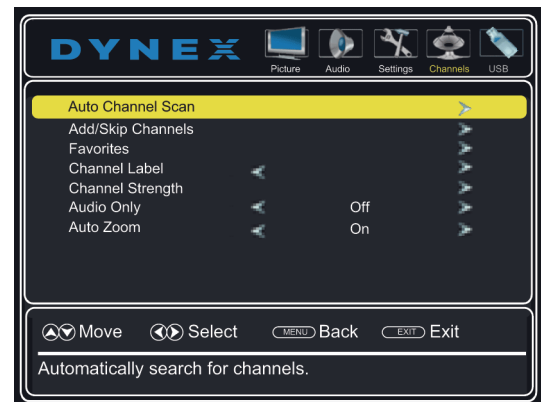 DYNEX
Picture Audio Settings Channels USB
Auto Channel Scan
Add/Skip Channels
Favorites
Channel Label
Channel Strength
Audio Only Off
Auto Zoom On
Move Select MENU Back EXIT Exit
Automatically search for channels.